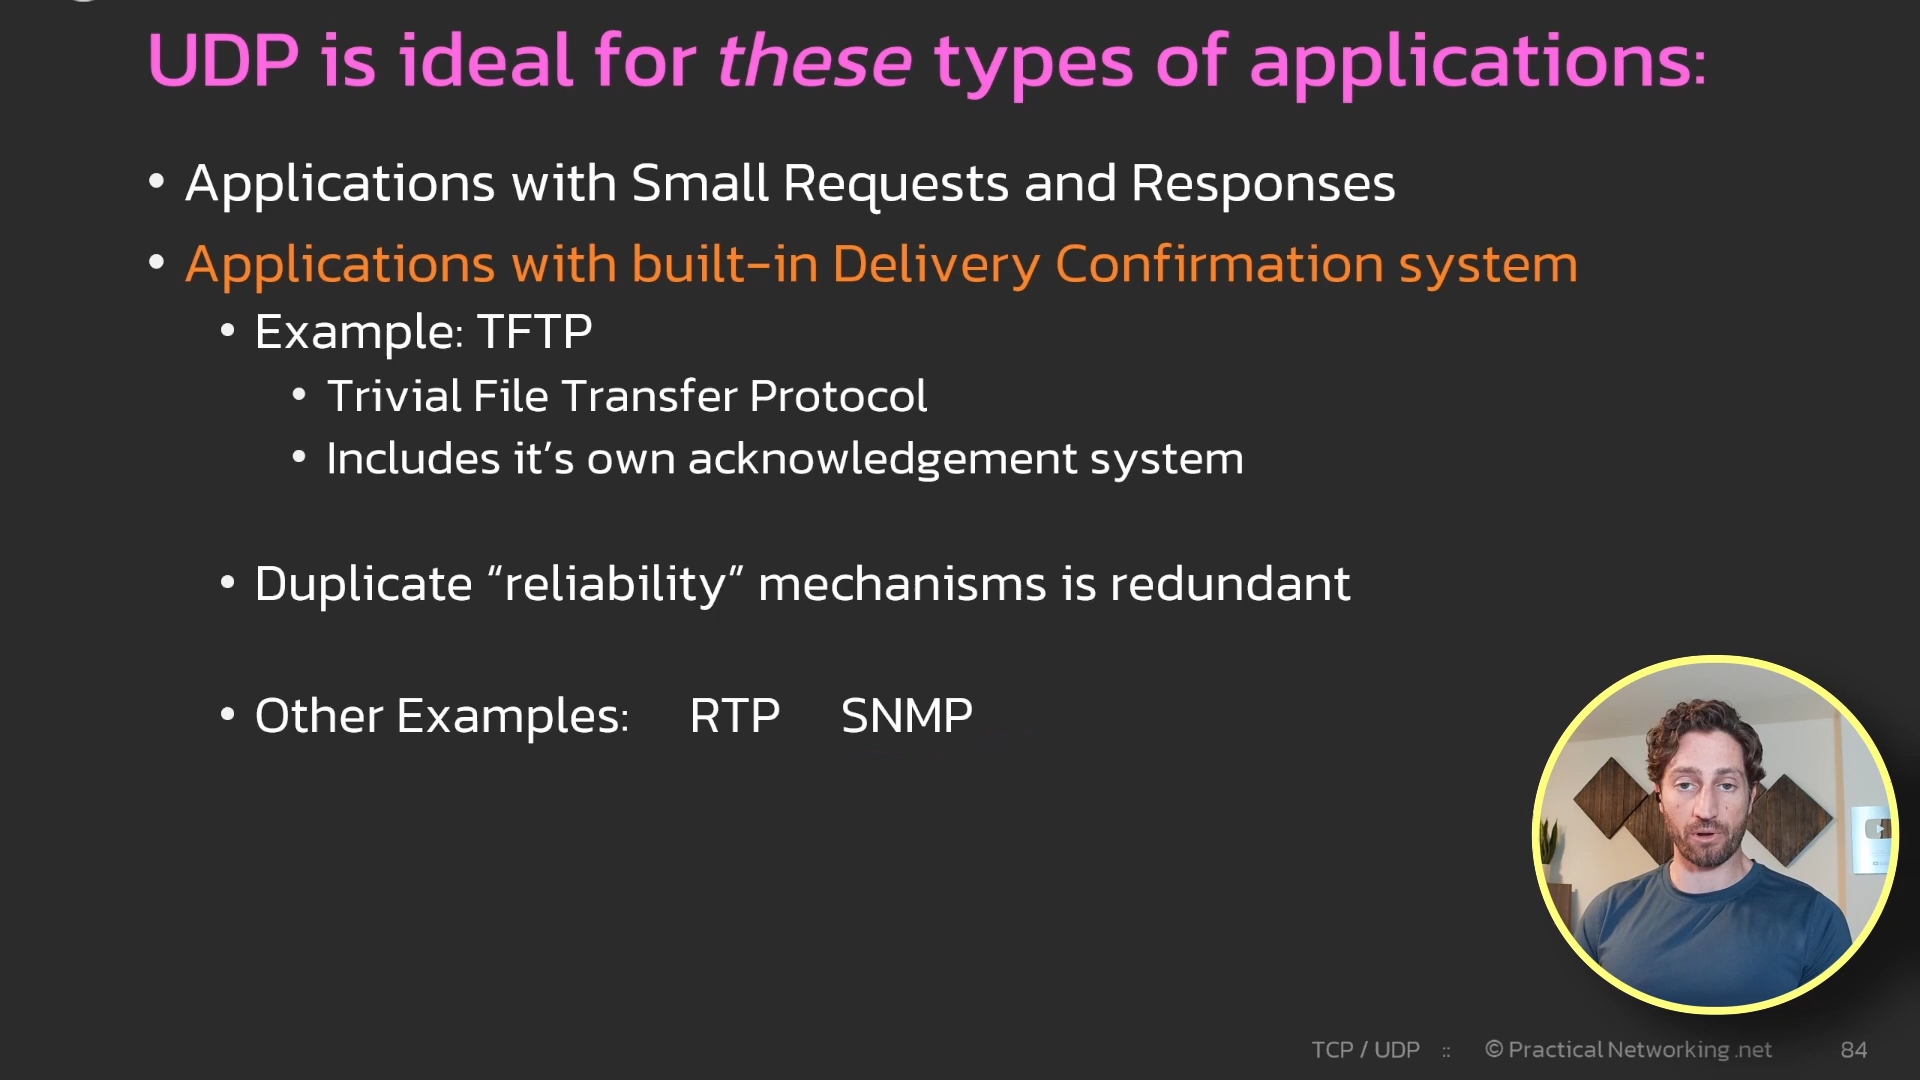 UDP is ideal for these types of applications:
• Applications with Small Requests and Responses
• Applications with built-in Delivery Confirmation system
• Example: TFTP
• Trivial File Transfer Protocol
• Includes it’s own acknowledgement system
• Duplicate “reliability” mechanisms is redundant
• Other Examples: RTP SNMP
TCP / UDP :: © Practical Networking .net 84